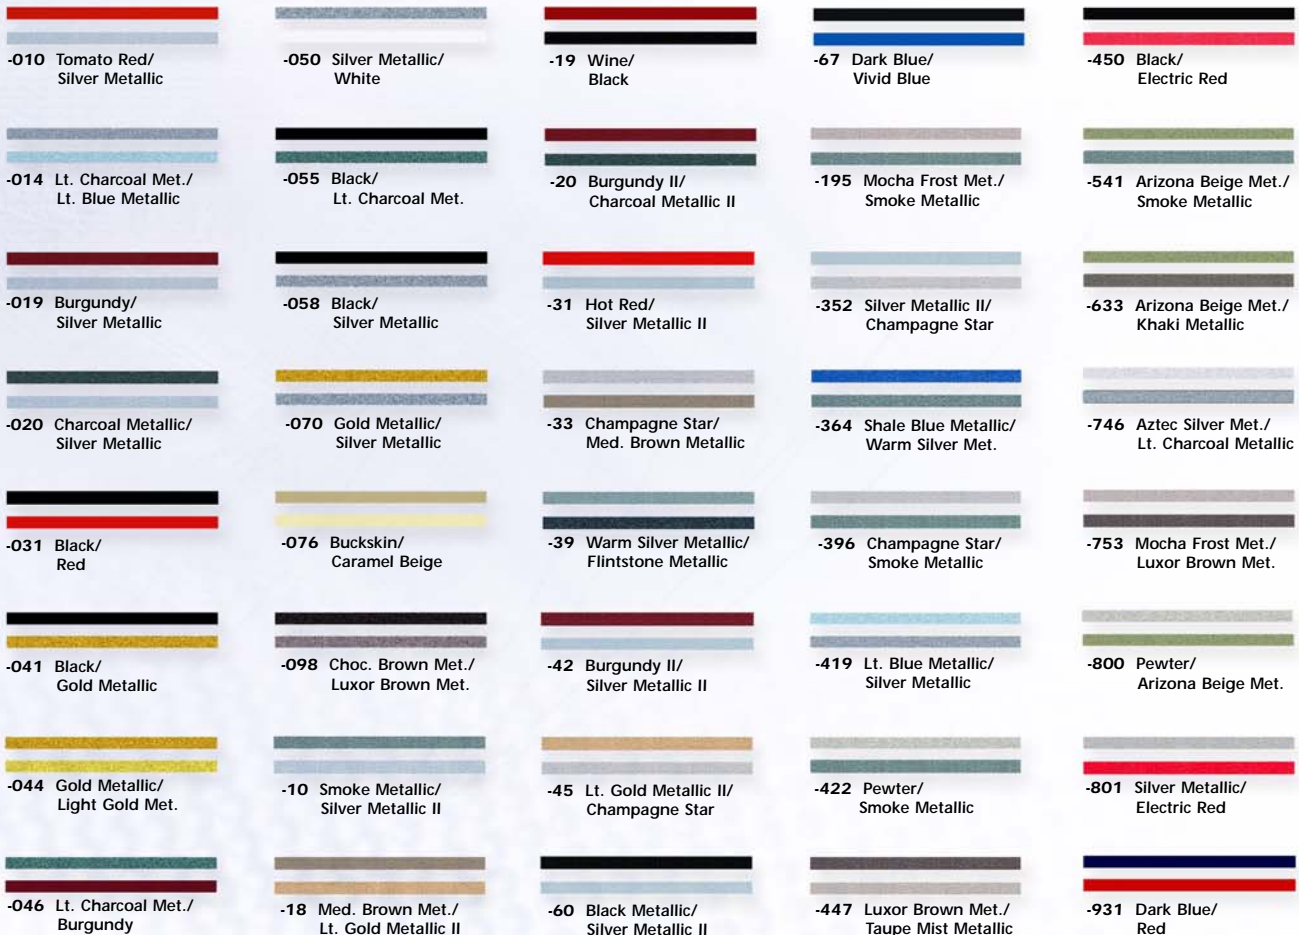 -010 Tomato Red/
Silver Metallic
-050 Silver Metallic/
White
-19 Wine/
Black
-67 Dark Blue/
Vivid Blue
-450 Black/
Electric Red
-014 Lt. Charcoal Met./
Lt. Blue Metallic
-055 Black/
Lt. Charcoal Met.
-20 Burgundy II/
Charcoal Metallic II
-195 Mocha Frost Met./
Smoke Metallic
-541 Arizona Beige Met./
Smoke Metallic
-019 Burgundy/
Silver Metallic
-058 Black/
Silver Metallic
-31 Hot Red/
Silver Metallic II
-352 Silver Metallic II/
Champagne Star
-633 Arizona Beige Met./
Khaki Metallic
-020 Charcoal Metallic/
Silver Metallic
-070 Gold Metallic/
Silver Metallic
-33 Champagne Star/
Med. Brown Metallic
-364 Shale Blue Metallic/
Warm Silver Met.
-746 Aztec Silver Met./
Lt. Charcoal Metallic
-031 Black/
Red
-076 Buckskin/
Caramel Beige
-39 Warm Silver Metallic/
Flintstone Metallic
-396 Champagne Star/
Smoke Metallic
-753 Mocha Frost Met./
Luxor Brown Met.
-041 Black/
Gold Metallic
-098 Choc. Brown Met./
Luxor Brown Met.
-42 Burgundy II/
Silver Metallic II
-419 Lt. Blue Metallic/
Silver Metallic
-800 Pewter/
Arizona Beige Met.
-044 Gold Metallic/
Light Gold Met.
-10 Smoke Metallic/
Silver Metallic II
-45 Lt. Gold Metallic II/
Champagne Star
-422 Pewter/
Smoke Metallic
-801 Silver Metallic/
Electric Red
-046 Lt. Charcoal Met./
Burgundy
-18 Med. Brown Met./
Lt. Gold Metallic II
-60 Black Metallic/
Silver Metallic II
-447 Luxor Brown Met./
Taupe Mist Metallic
-931 Dark Blue/
Red